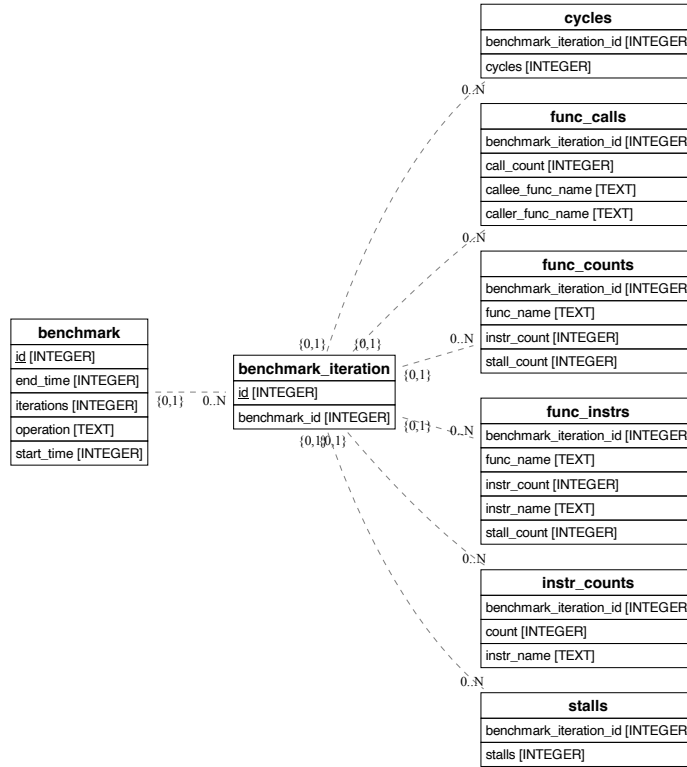 cycles
benchmark_iteration_id [INTEGER
cycles [INTEGER]
0..N
func_calls
benchmark_iteration_id [INTEGER
call_count [INTEGER]
callee_func_name [TEXT]
caller_func_name [TEXT]
0..N
func_counts
benchmark_iteration_id [INTEGER
func_name [TEXT]
instr_count [INTEGER]
stall_count [INTEGER]
0..N
benchmark
id [INTEGER]
end_time [INTEGER]
iterations [INTEGER]
operation [TEXT]
start_time [INTEGER]
{0,1}
0..N
{0,1}
{0,1}
benchmark_iteration
id [INTEGER]
benchmark_id [INTEGER]
{0,1}
{0,1}
{0,1}
{0,1}
0..N
func_instrs
benchmark_iteration_id [INTEGER
func_name [TEXT]
instr_count [INTEGER]
instr_name [TEXT]
stall_count [INTEGER]
0..N
instr_counts
benchmark_iteration_id [INTEGER
count [INTEGER]
instr_name [TEXT]
0..N
stalls
benchmark_iteration_id [INTEGER
stalls [INTEGER]